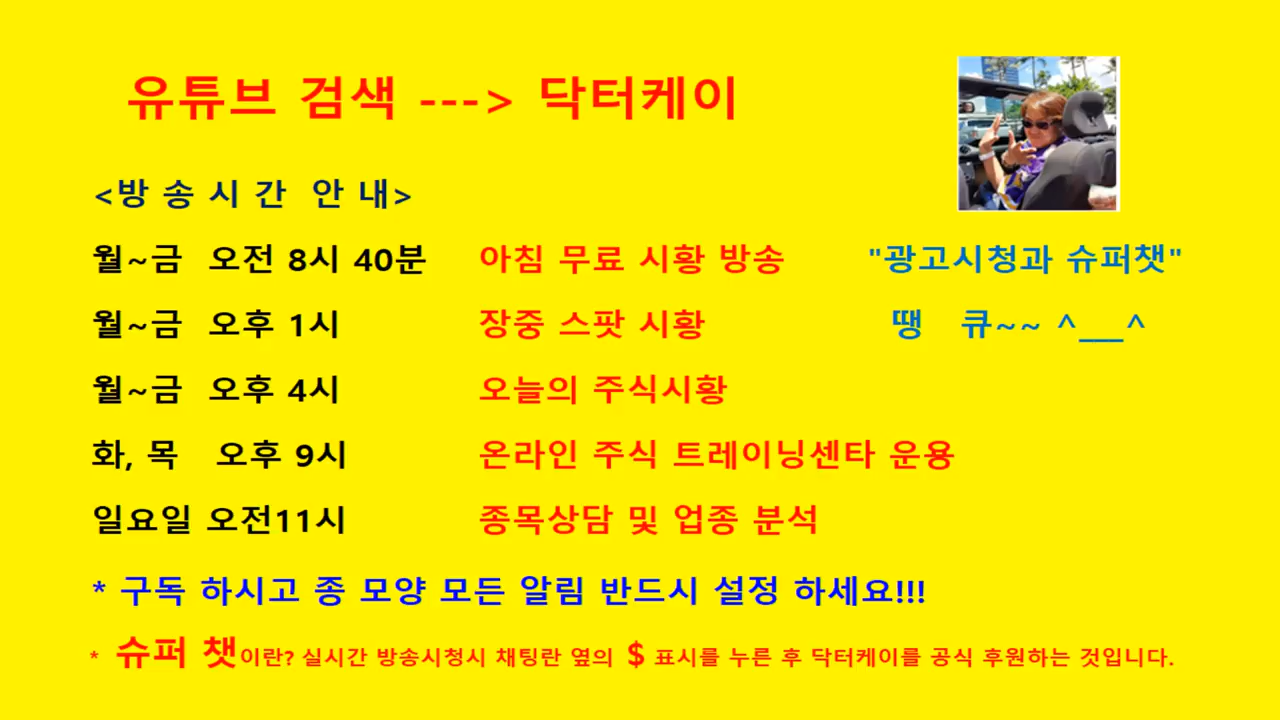 유튜브 검색 ---> 닥터케이
<방 송 시 간 안 내>
월~금 오전 8시 40분 아침 무료 시황 방송 "광고시청과 슈퍼챗"
월~금 오후 1시 장중 스팟 시황 땡 큐~~ ^___^
월~금 오후 4시 오늘의 주식시황
화, 목 오후 9시 온라인 주식 트레이닝센타 운용
일요일 오전11시 종목상담 및 업종 분석
* 구독 하시고 종 모양 모든 알림 반드시 설정 하세요!!!
* 슈퍼 챗이란? 실시간 방송시청시 채팅란 옆의 $ 표시를 누른 후 닥터케이를 공식 후원하는 것입니다.